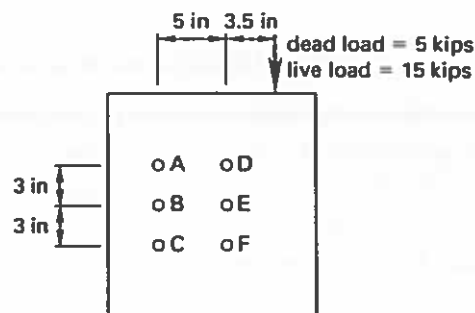 5 in 3.5 in
dead load = 5 kips
live load = 15 kips
A D
3 in
B E
3 in
C F